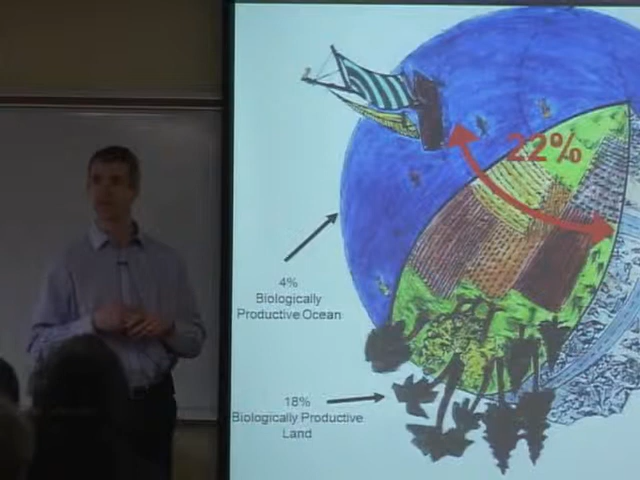 22%
4%
Biologically
Productive Ocean
18%
Biologically Productive
Land